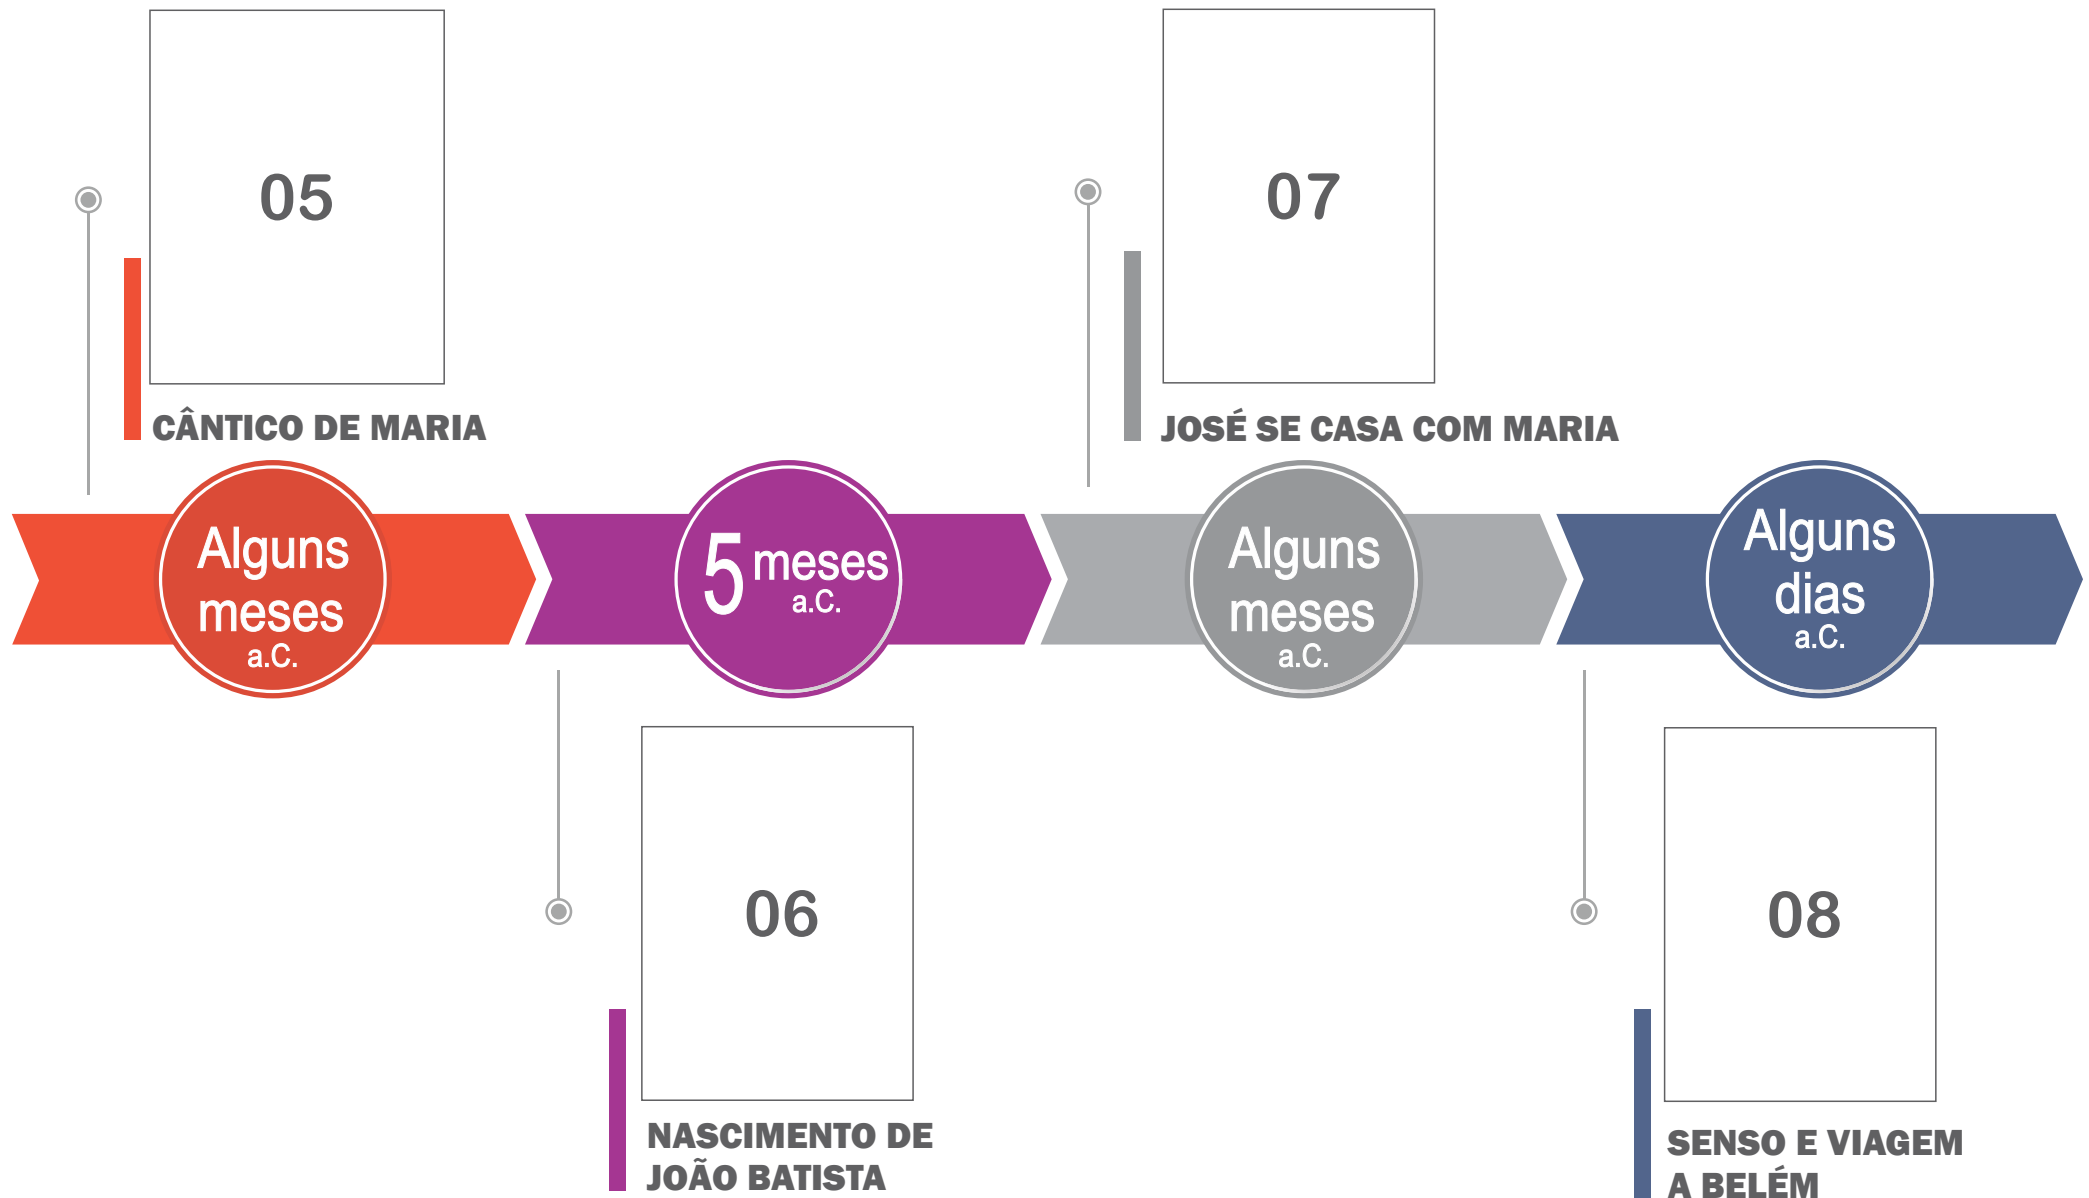 05
CÂNTICO DE MARIA
Alguns
meses
a.C.
5 meses
a.C.
06
NASCIMENTO DE
JOÃO BATISTA
07
JOSÉ SE CASA COM MARIA
Alguns
meses
a.C.
Alguns
dias
a.C.
08
SENSO E VIAGEM
A BELÉM